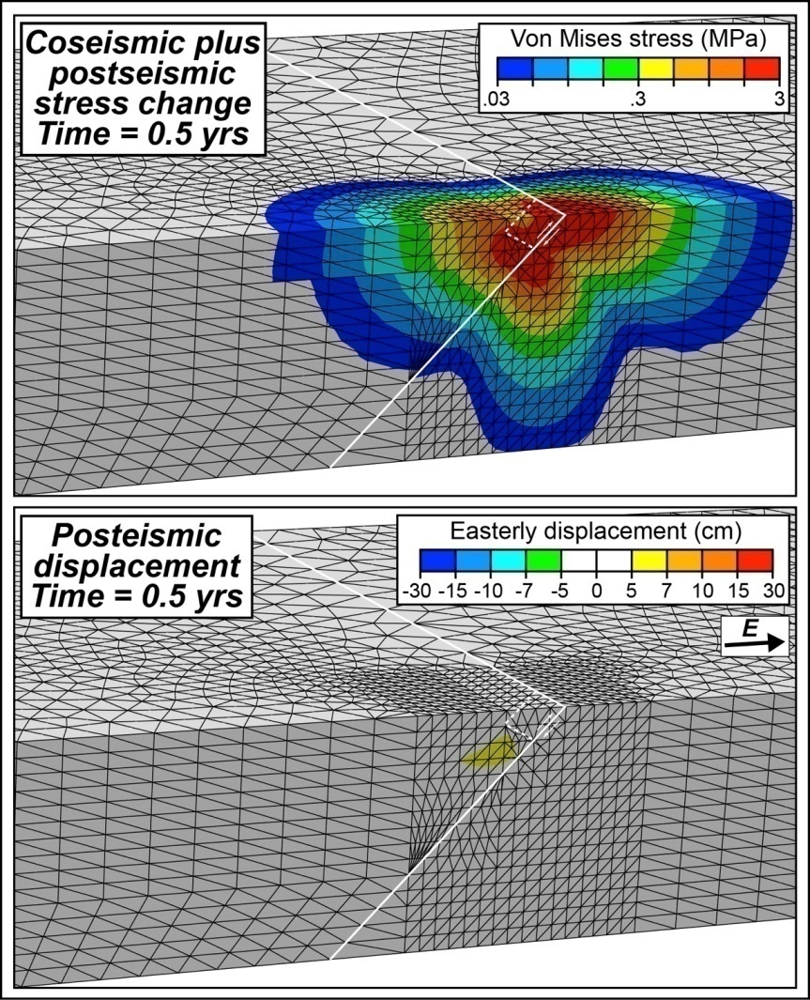 Coseismic plus
postseismic
stress change
Time = 0.5 yrs
Von Mises stress (MPa)
.03 .3 3
Posteismic
displacement
Time = 0.5 yrs
Easterly displacement (cm)
-30 -15 -10 -7 -5 0 5 7 10 15 30
E